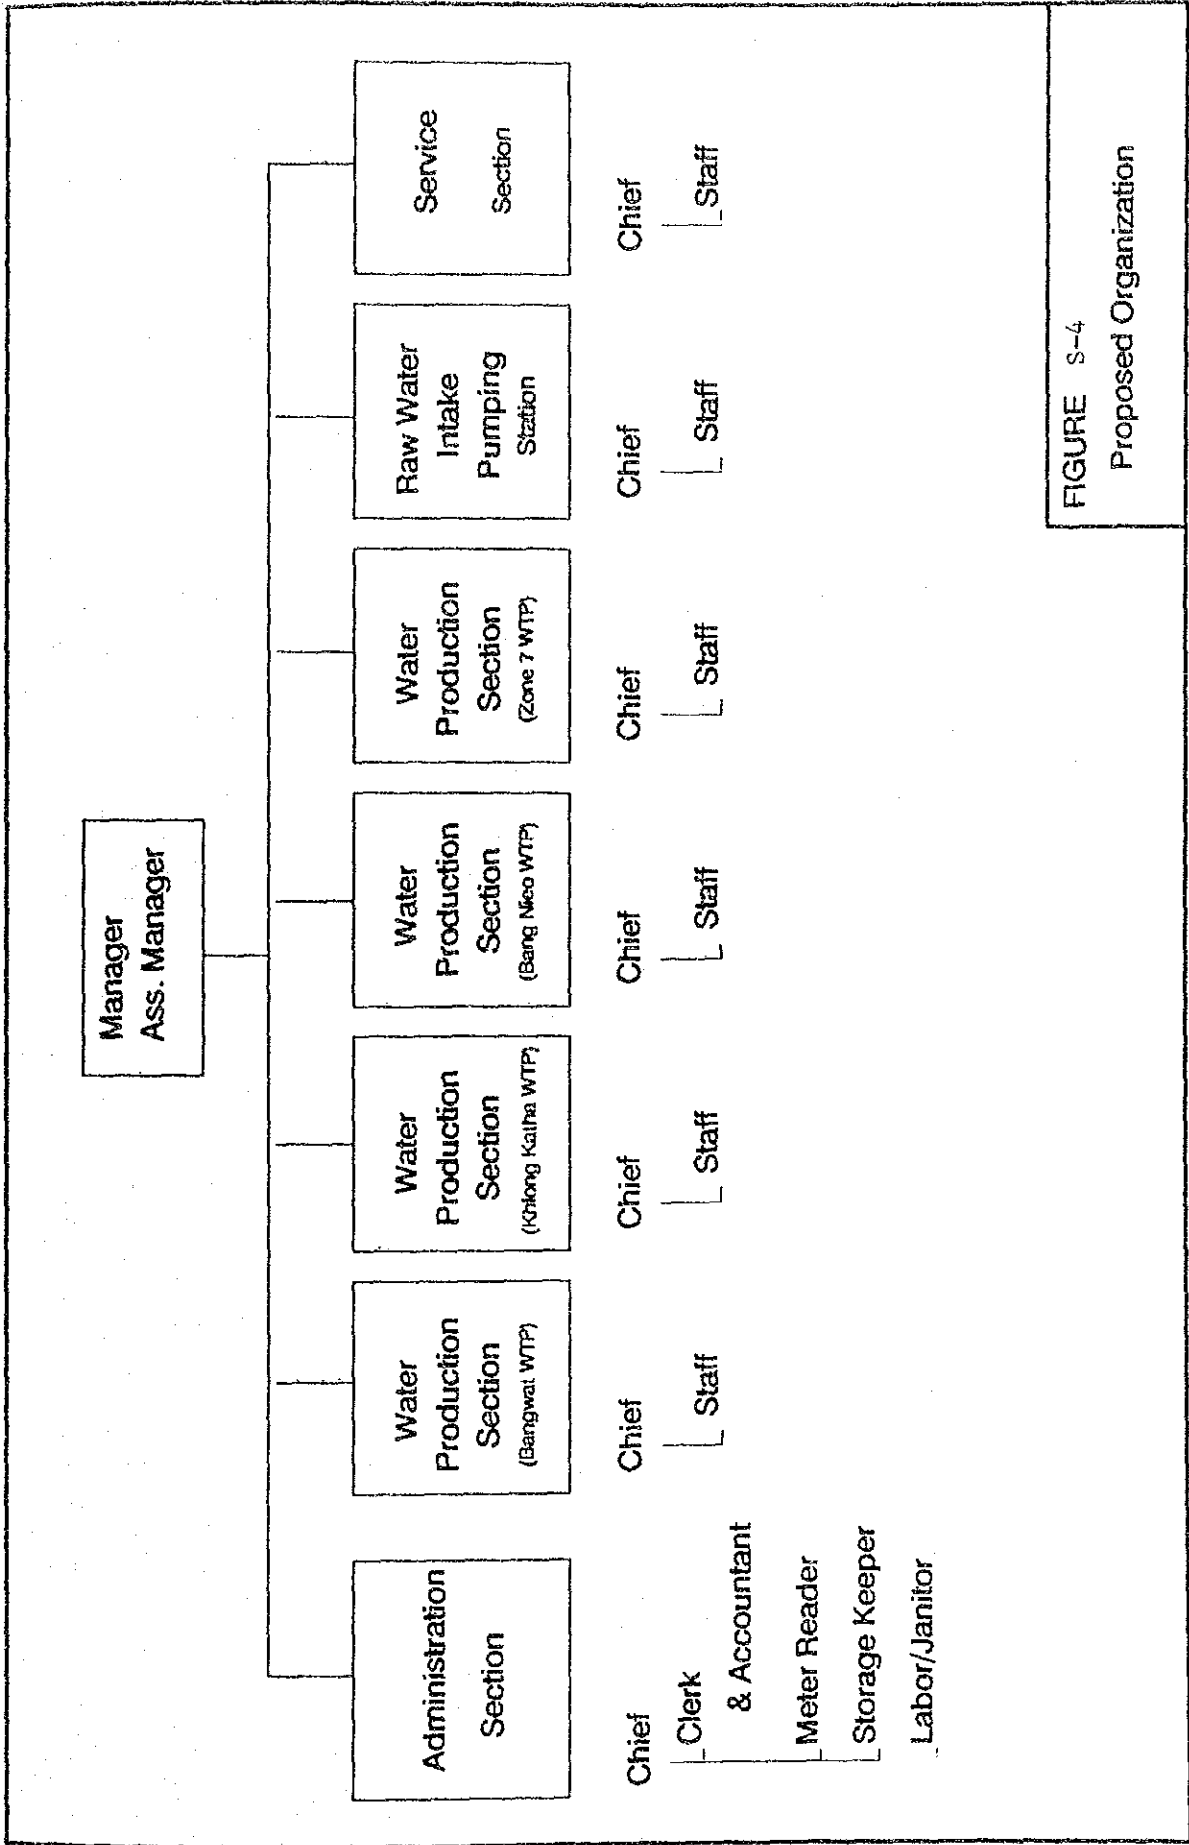 Manager
Ass. Manager
Administration
Section
Chief
Clerk
& Accountant
Meter Reader
Storage Keeper
Labor/Janitor
Water
Production
Section
(Bangwat WTP)
Chief
Staff
Water
Production
Section
(Khlong Katha WTP)
Chief
Staff
Water
Production
Section
(Bang Nieo WTP)
Chief
Staff
Water
Production
Section
(Zone 7 WTP)
Chief
Staff
Raw Water
Intake
Pumping
Station
Chief
Staff
Service
Section
Chief
Staff
FIGURE S-4
Proposed Organization